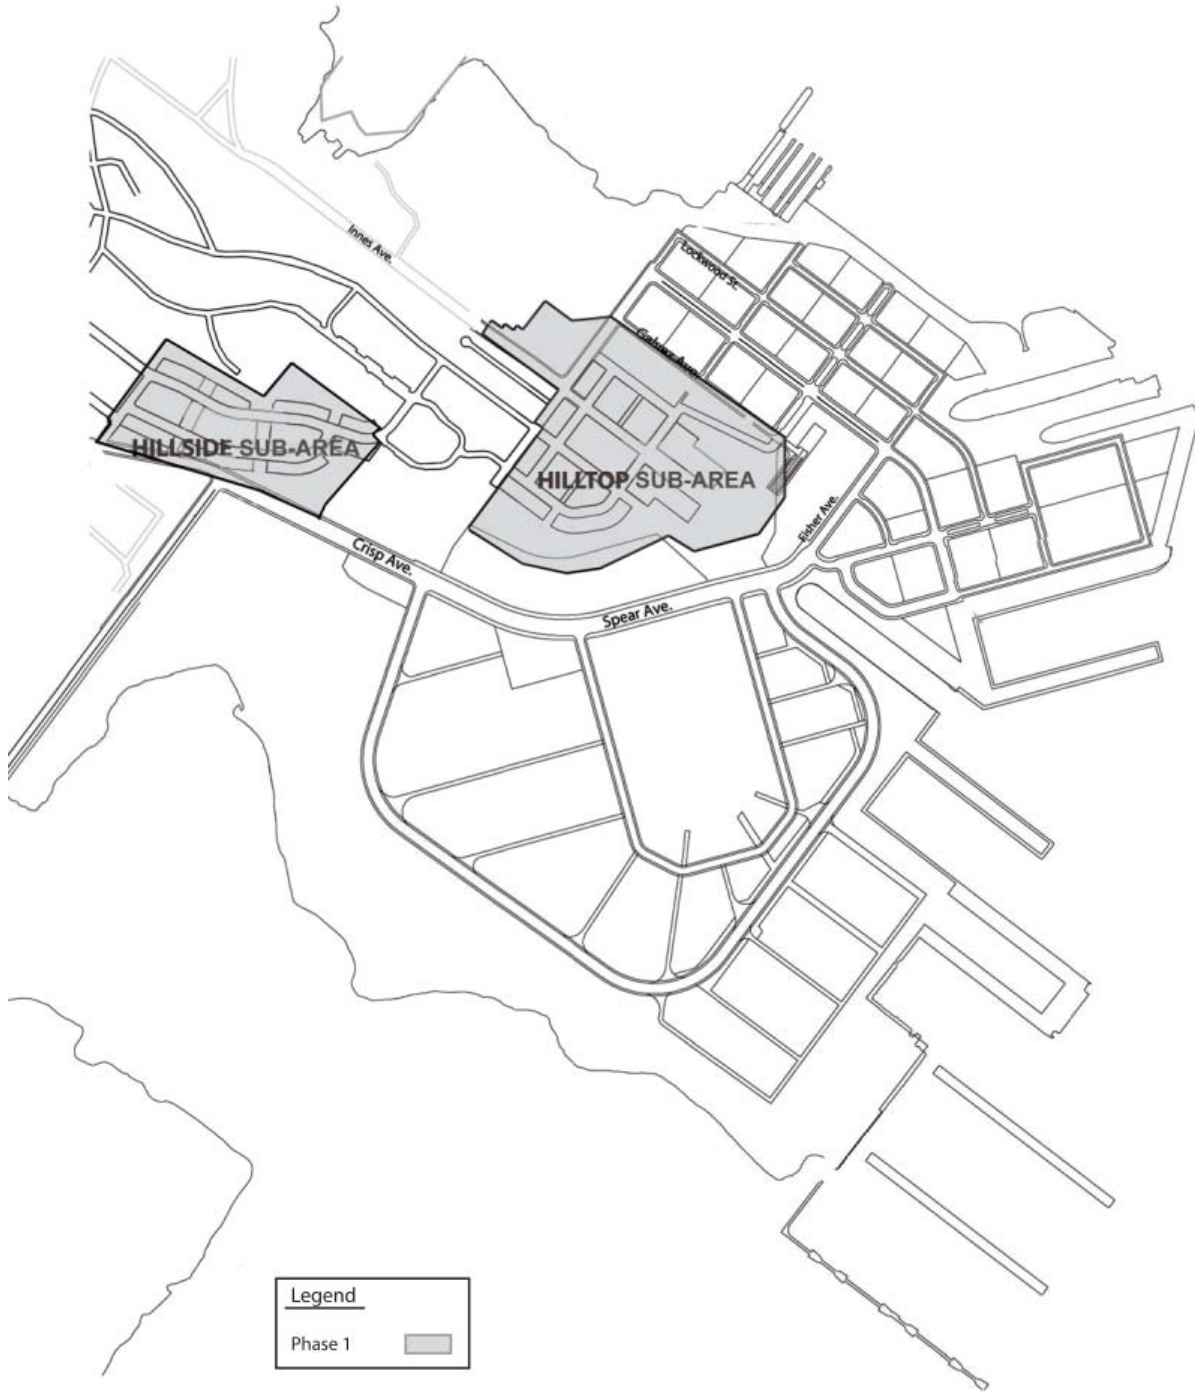 Innes Ave.
Lockwood St.
Galvez Ave.
HILLSIDE SUB-AREA
HILLTOP SUB-AREA
Fisher Ave.
Crisp Ave.
Spear Ave.
Legend
Phase 1